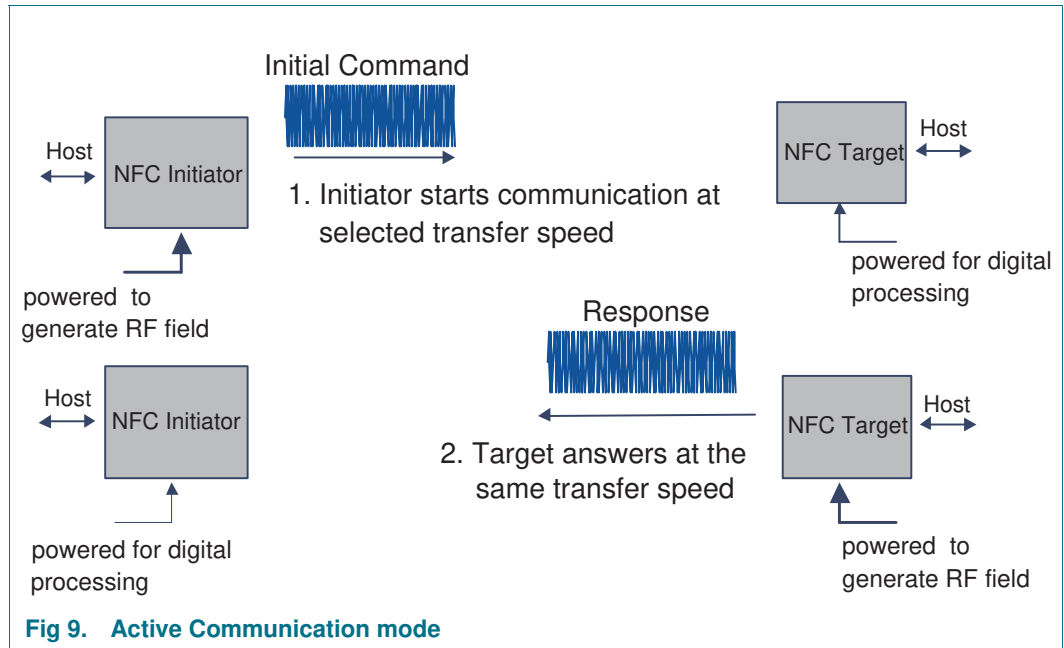 Initial Command
Host
NFC Initiator
Host
NFC Target
1. Initiator starts communication at
selected transfer speed
powered to
generate RF field
powered for digital
processing
Response
Host
NFC Initiator
Host
NFC Target
2. Target answers at the
same transfer speed
powered for digital
processing
powered to
generate RF field
Fig 9. Active Communication mode